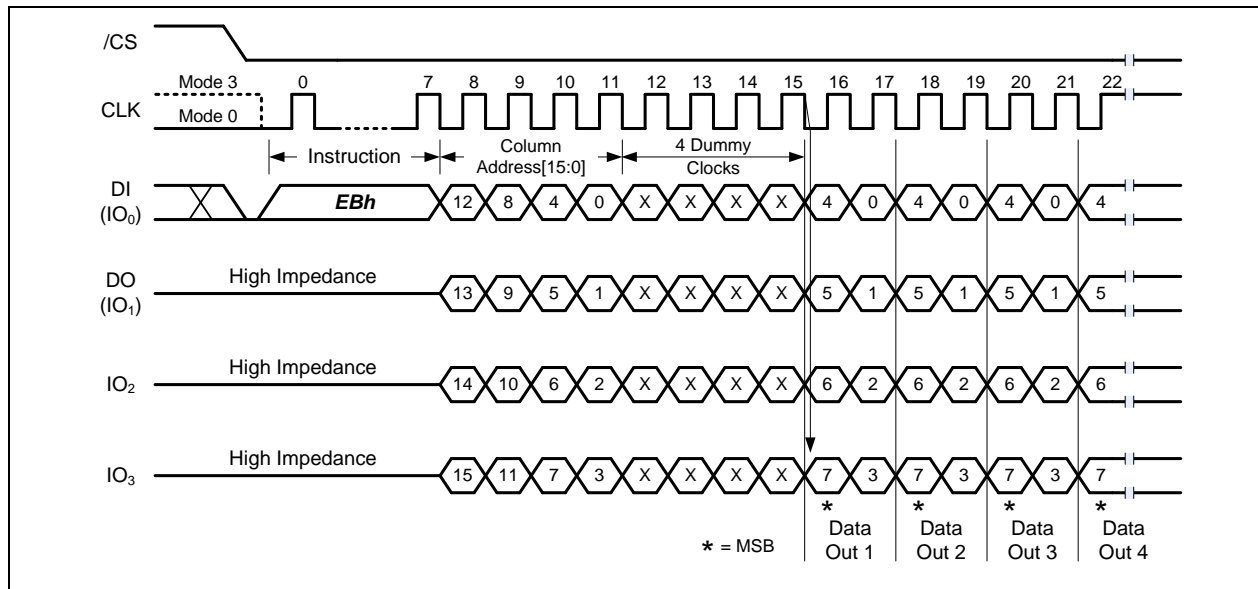 /CS
Mode 3 0 7 8 9 10 11 12 13 14 15 16 17 18 19 20 21 22
CLK
Mode 0
Instruction
Column
Address[15:0]
4 Dummy
Clocks
DI
(IO0)
EBh 12 8 4 0 X X X X 4 0 4 0 4 0 4
High Impedance
DO
(IO1)
13 9 5 1 X X X X 5 1 5 1 5 1 5
High Impedance
IO2
14 10 6 2 X X X X 6 2 6 2 6 2 6
High Impedance
IO3
15 11 7 3 X X X X 7 3 7 3 7 3 7
* * * *
* = MSB
Data
Out 1
Data
Out 2
Data
Out 3
Data
Out 4